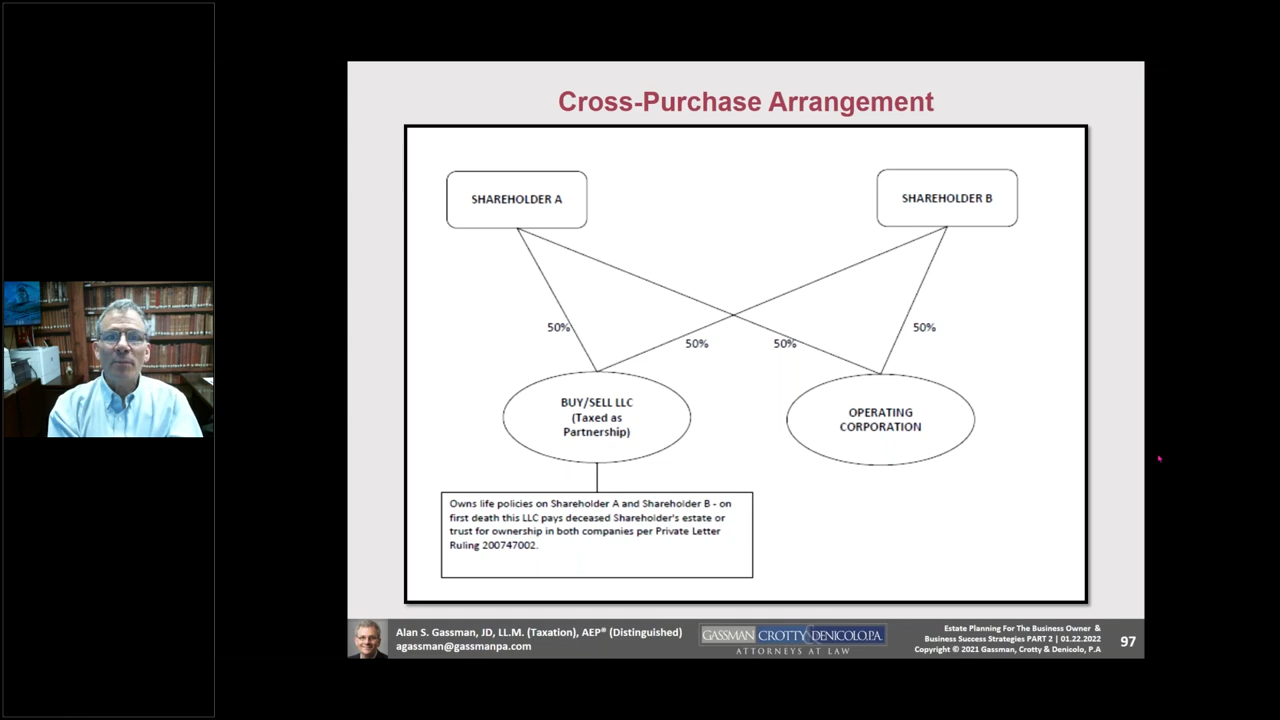 Cross-Purchase Arrangement
SHAREHOLDER A
SHAREHOLDER B
50%
50%
50%
50%
BUY/SELL LLC
(Taxed as
Partnership)
OPERATING
CORPORATION
Owns life policies on Shareholder A and Shareholder B - on
first death this LLC pays deceased Shareholder's estate or
trust for ownership in both companies per Private Letter
Ruling 200747002.
Alan S. Gassman, JD, LL.M. (Taxation), AEP® (Distinguished)
agassman@gassmanpa.com
GASSMAN CROTTY & DENICOLO, P.A.
ATTORNEYS AT LAW
Estate Planning For The Business Owner &
Business Success Strategies PART 2 | 01.22.2022
Copyright © 2021 Gassman, Crotty & Denicolo, P.A
97